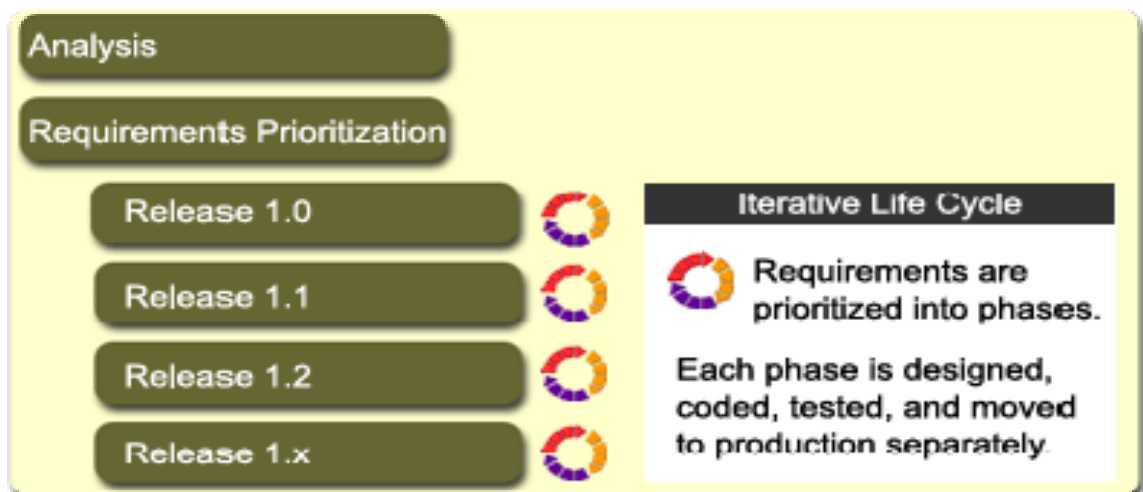 Analysis
Requirements Prioritization
Release 1.0
Release 1.1
Release 1.2
Release 1.x
Iterative Life Cycle
Requirements are
prioritized into phases.
Each phase is designed,
coded, tested, and moved
to production separately.